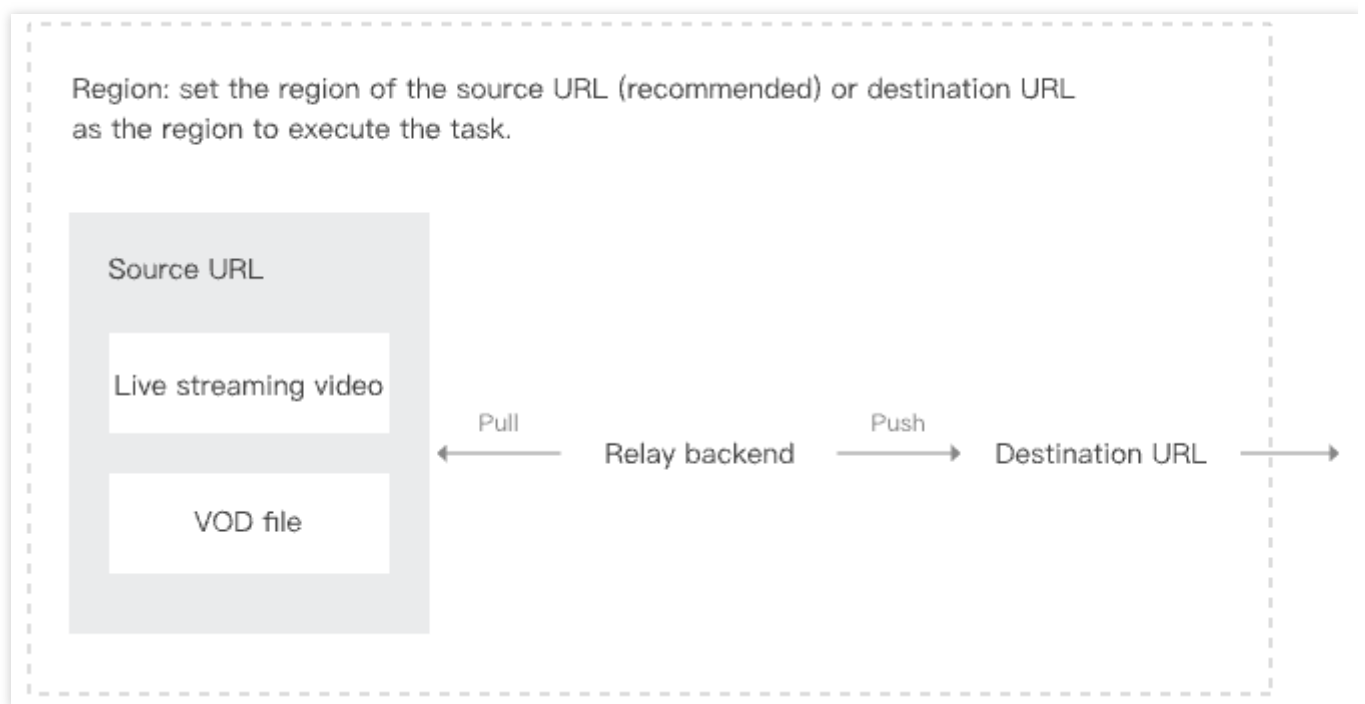 Region: set the region of the source URL (recommended) or destination URL
as the region to execute the task.
Source URL
Live streaming video
VOD file
Pull
Relay backend
Push
Destination URL